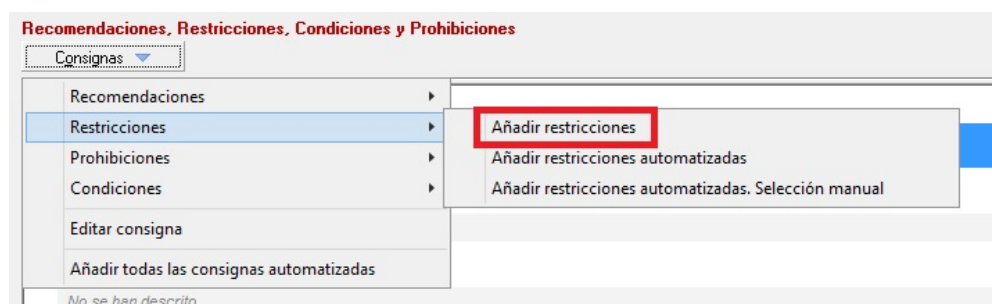 Recomendaciones, Restricciones, Condiciones y Prohibiciones
Consignas
Recomendaciones
Restricciones
Añadir restricciones
Prohibiciones
Añadir restricciones automatizadas
Condiciones
Añadir restricciones automatizadas. Selección manual
Editar consigna
Añadir todas las consignas automatizadas
No se han descrito